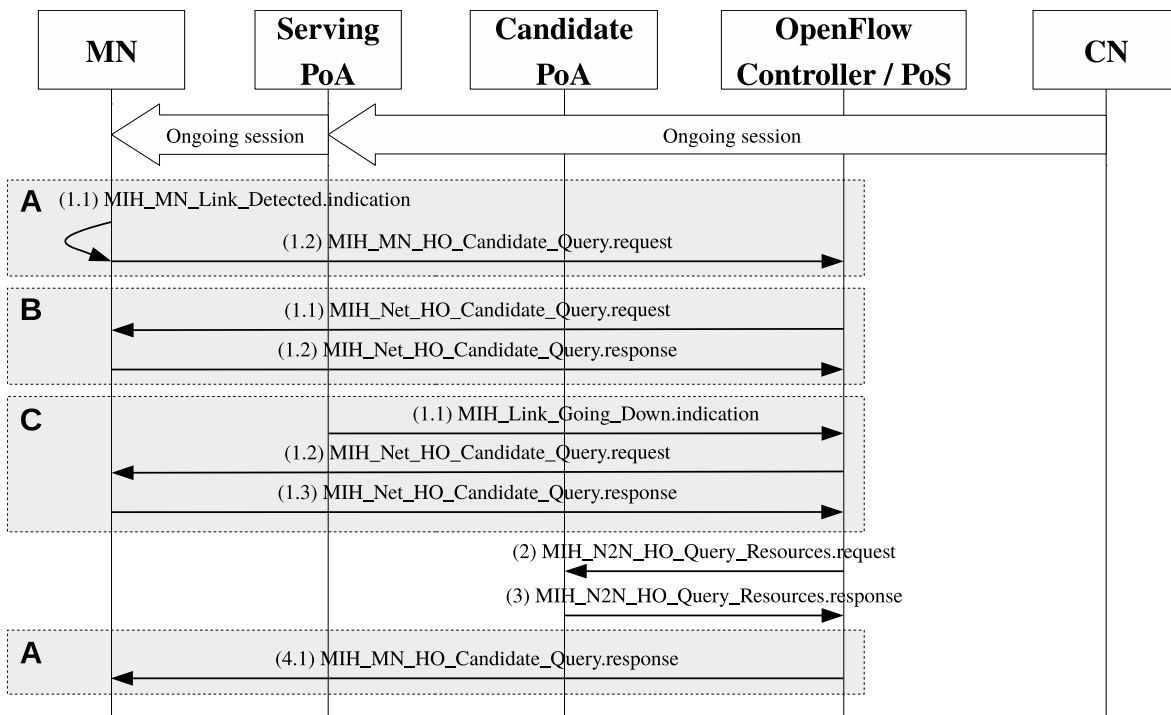 MN
Serving
PoA
Candidate
PoA
OpenFlow
Controller / PoS
CN
Ongoing session
Ongoing session
A
(1.1) MIH_MN_Link_Detected.indication
(1.2) MIH_MN_HO_Candidate_Query.request
B
(1.1) MIH_Net_HO_Candidate_Query.request
(1.2) MIH_Net_HO_Candidate_Query.response
C
(1.1) MIH_Link_Going_Down.indication
(1.2) MIH_Net_HO_Candidate_Query.request
(1.3) MIH_Net_HO_Candidate_Query.response
(2) MIH_N2N_HO_Query_Resources.request
(3) MIH_N2N_HO_Query_Resources.response
A
(4.1) MIH_MN_HO_Candidate_Query.response